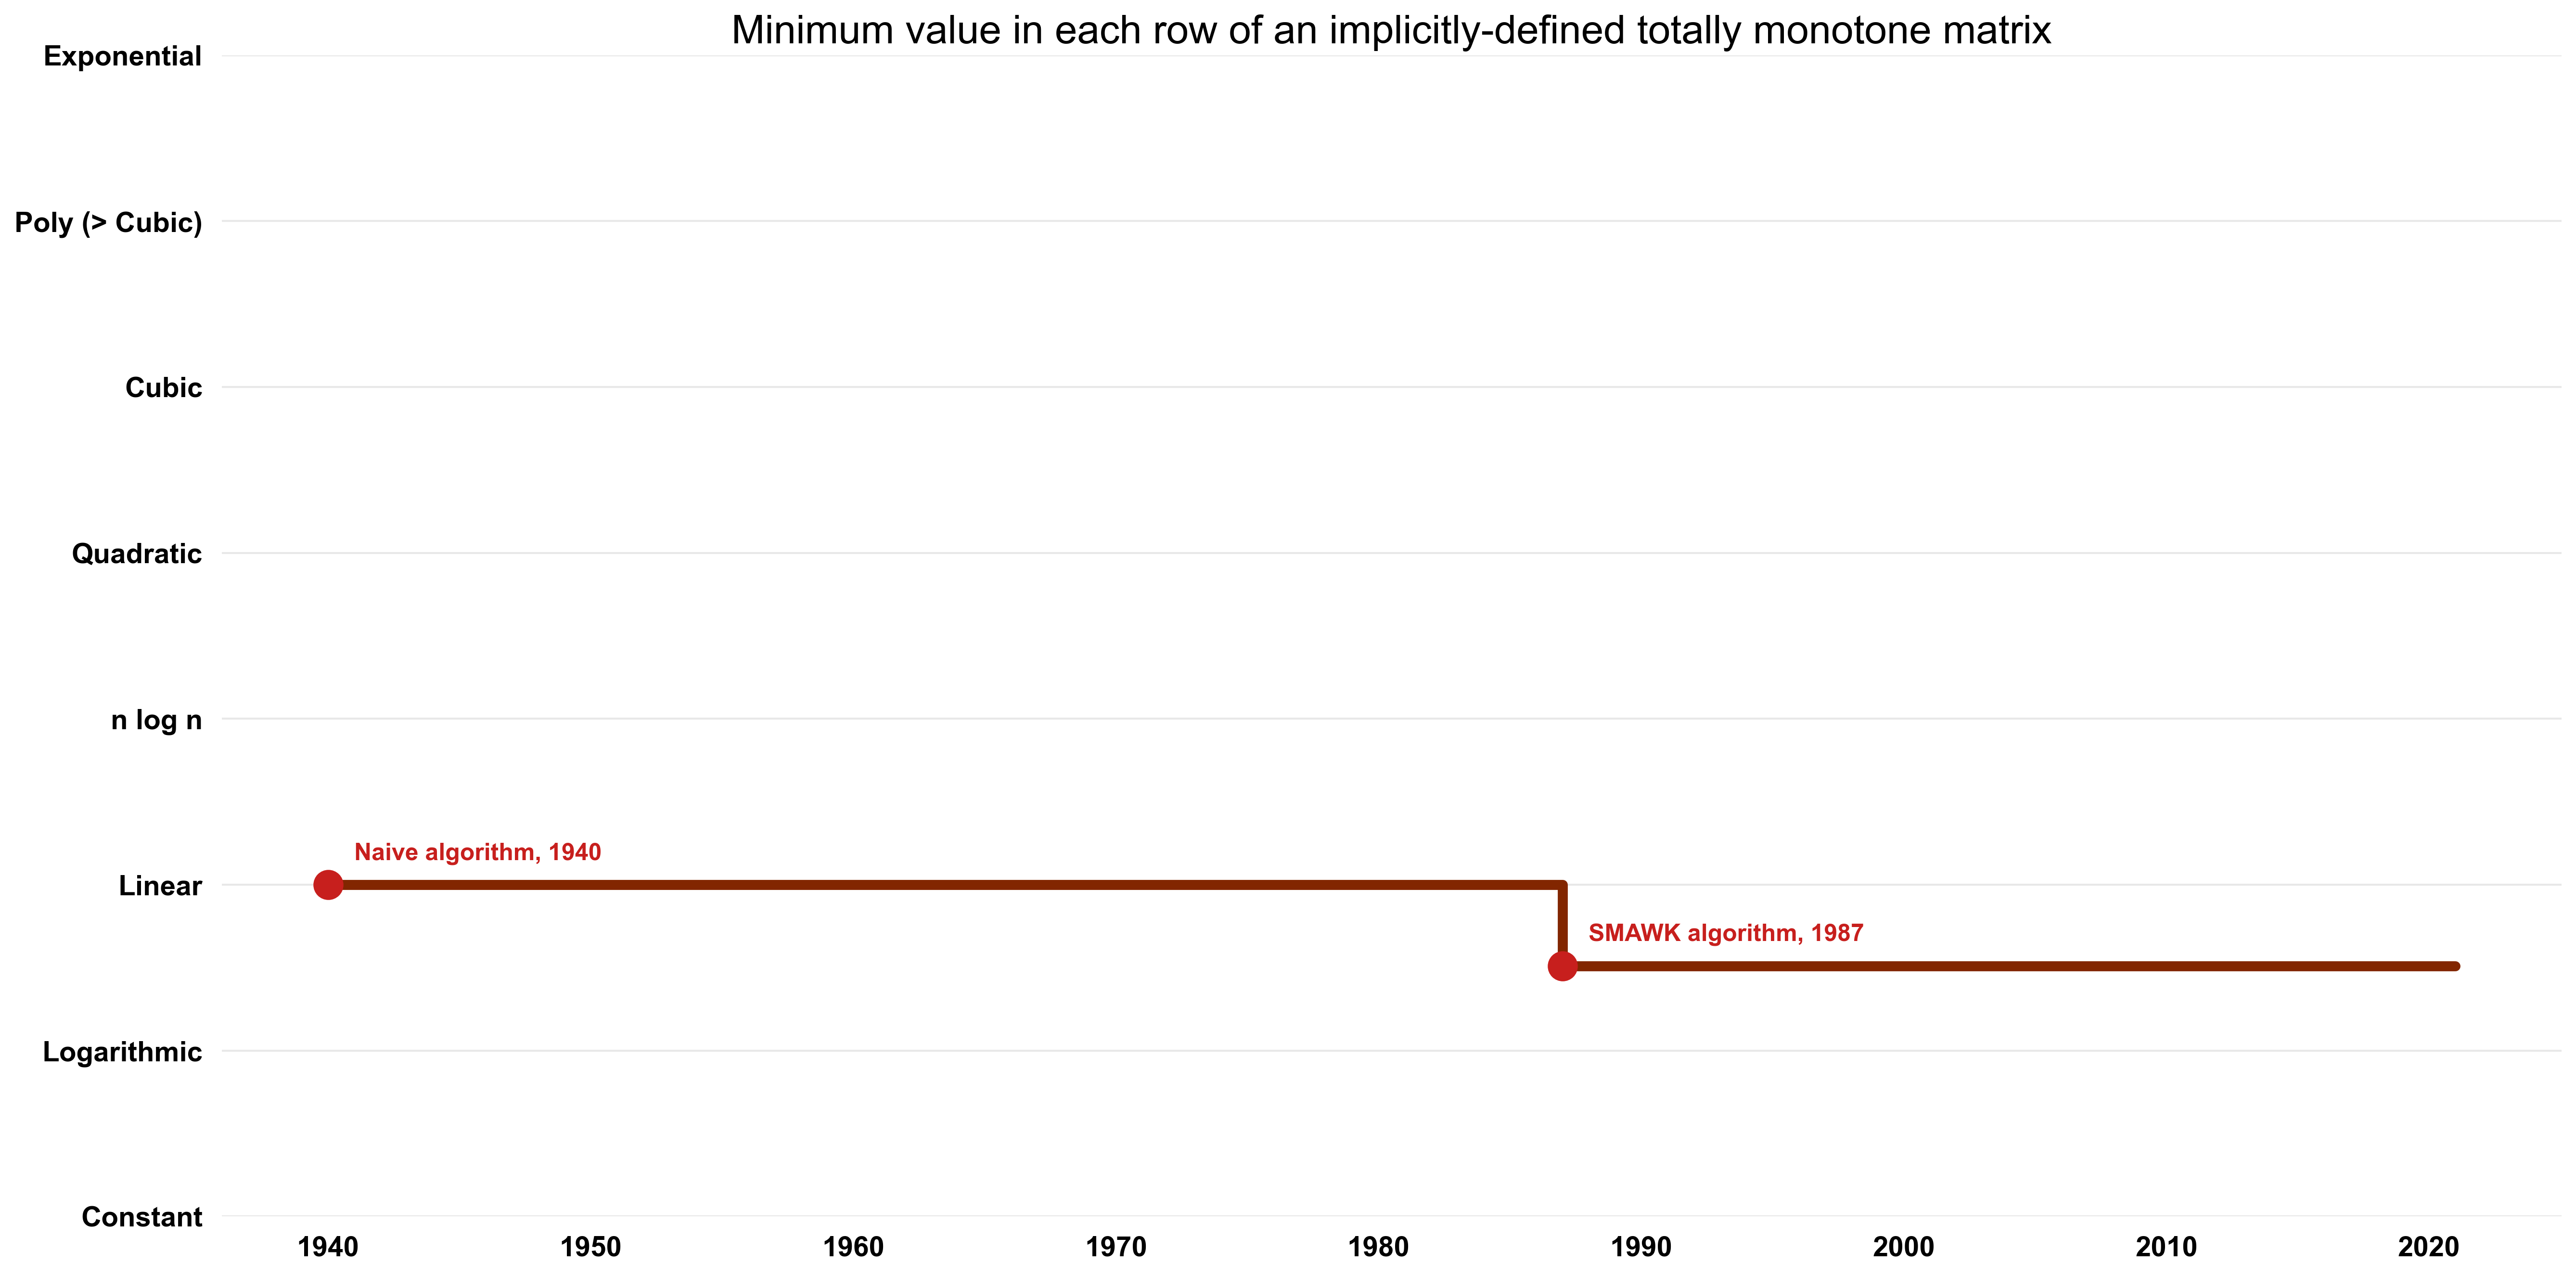 Minimum value in each row of an implicitly-defined totally monotone matrix
Exponential
Poly (> Cubic)
Cubic
Quadratic
n log n
Linear
Logarithmic
Constant
Naive algorithm, 1940
SMAWK algorithm, 1987
1940 1950 1960 1970 1980 1990 2000 2010 2020